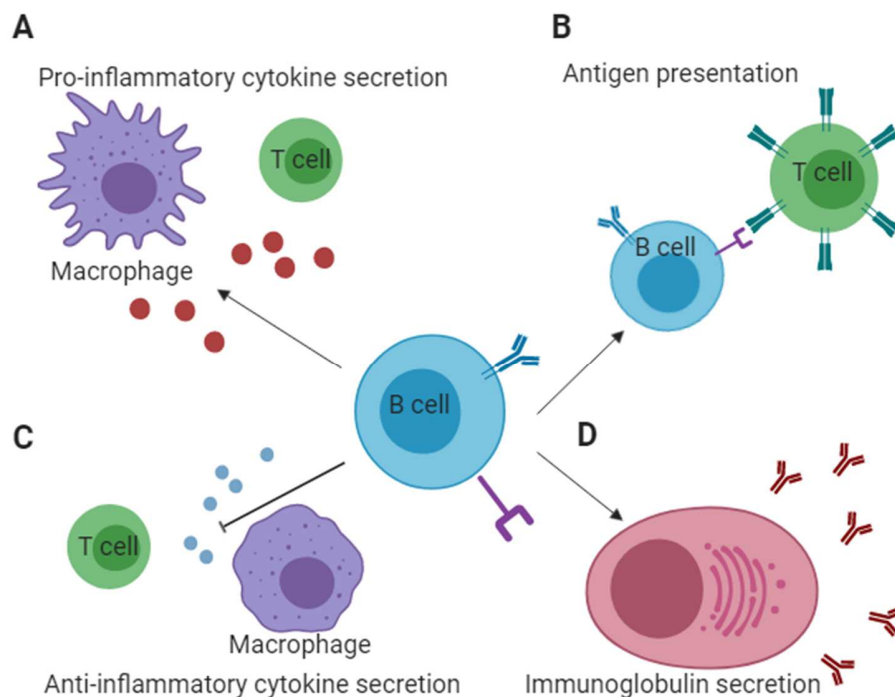 A
Pro-inflammatory cytokine secretion
T cell
Macrophage
B
Antigen presentation
T cell
B cell
B cell
C
T cell
Macrophage
Anti-inflammatory cytokine secretion
D
Immunoglobulin secretion